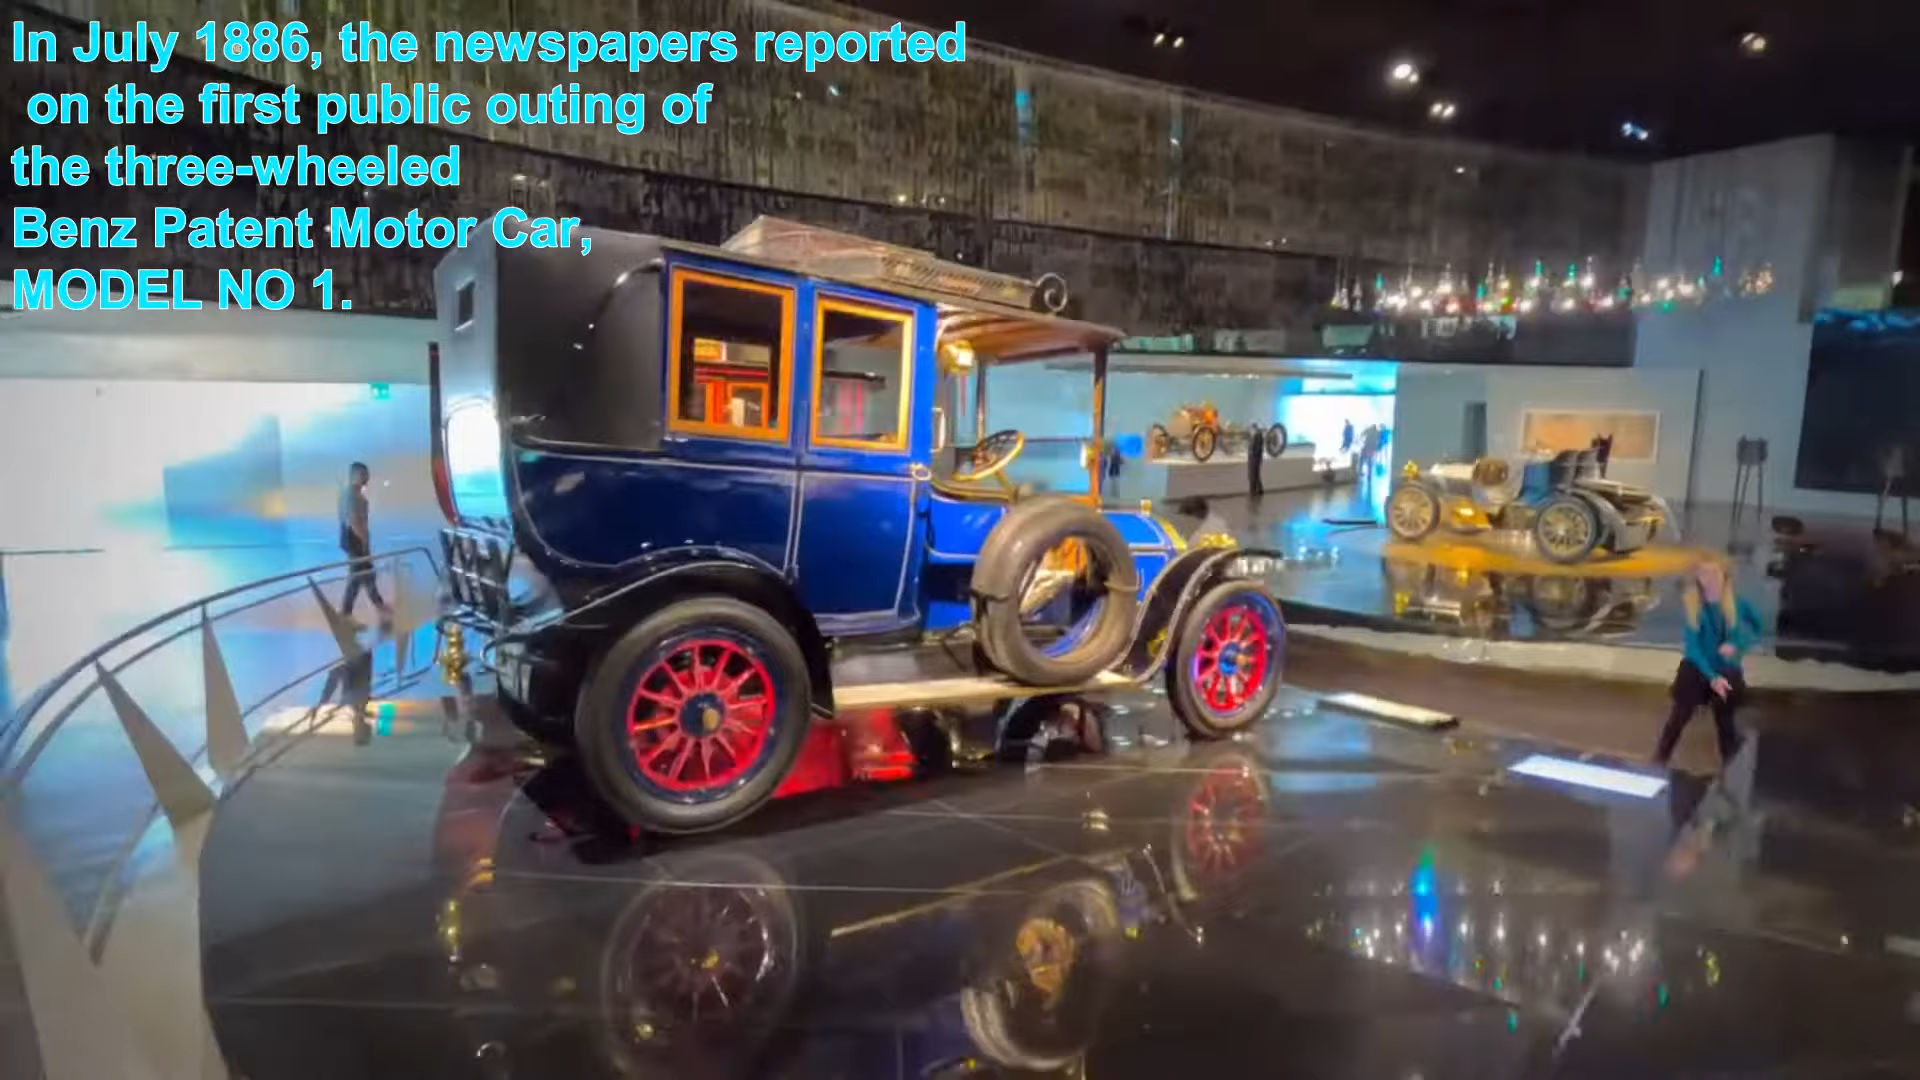 In July 1886, the newspapers reported
on the first public outing of
the three-wheeled
Benz Patent Motor Car,
MODEL NO 1.